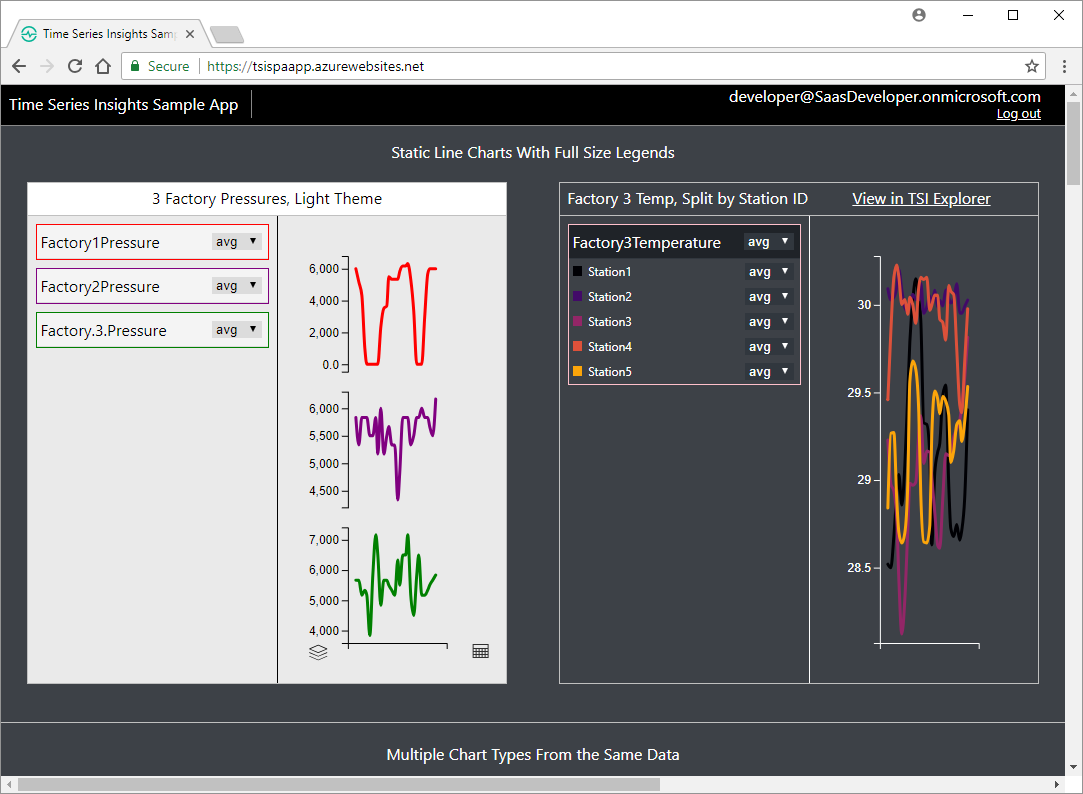 Time Series Insights Sam
Secure
https://tsispaapp.azurewebsites.net
Time Series Insights Sample App
developer@SaasDeveloper.onmicrosoft.com
Log out
Static Line Charts With Full Size Legends
3 Factory Pressures, Light Theme
Factory1Pressure avg
Factory2Pressure avg
Factory.3.Pressure avg
6,000
4,000
2,000
0.0
6,000
5,500
5,000
4,500
7,000
6,000
5,000
4,000
Factory 3 Temp, Split by Station ID
View in TSI Explorer
Factory3Temperature avg
Station1 avg
Station2 avg
Station3 avg
Station4 avg
Station5 avg
30
29.5
29
28.5
Multiple Chart Types From the Same Data